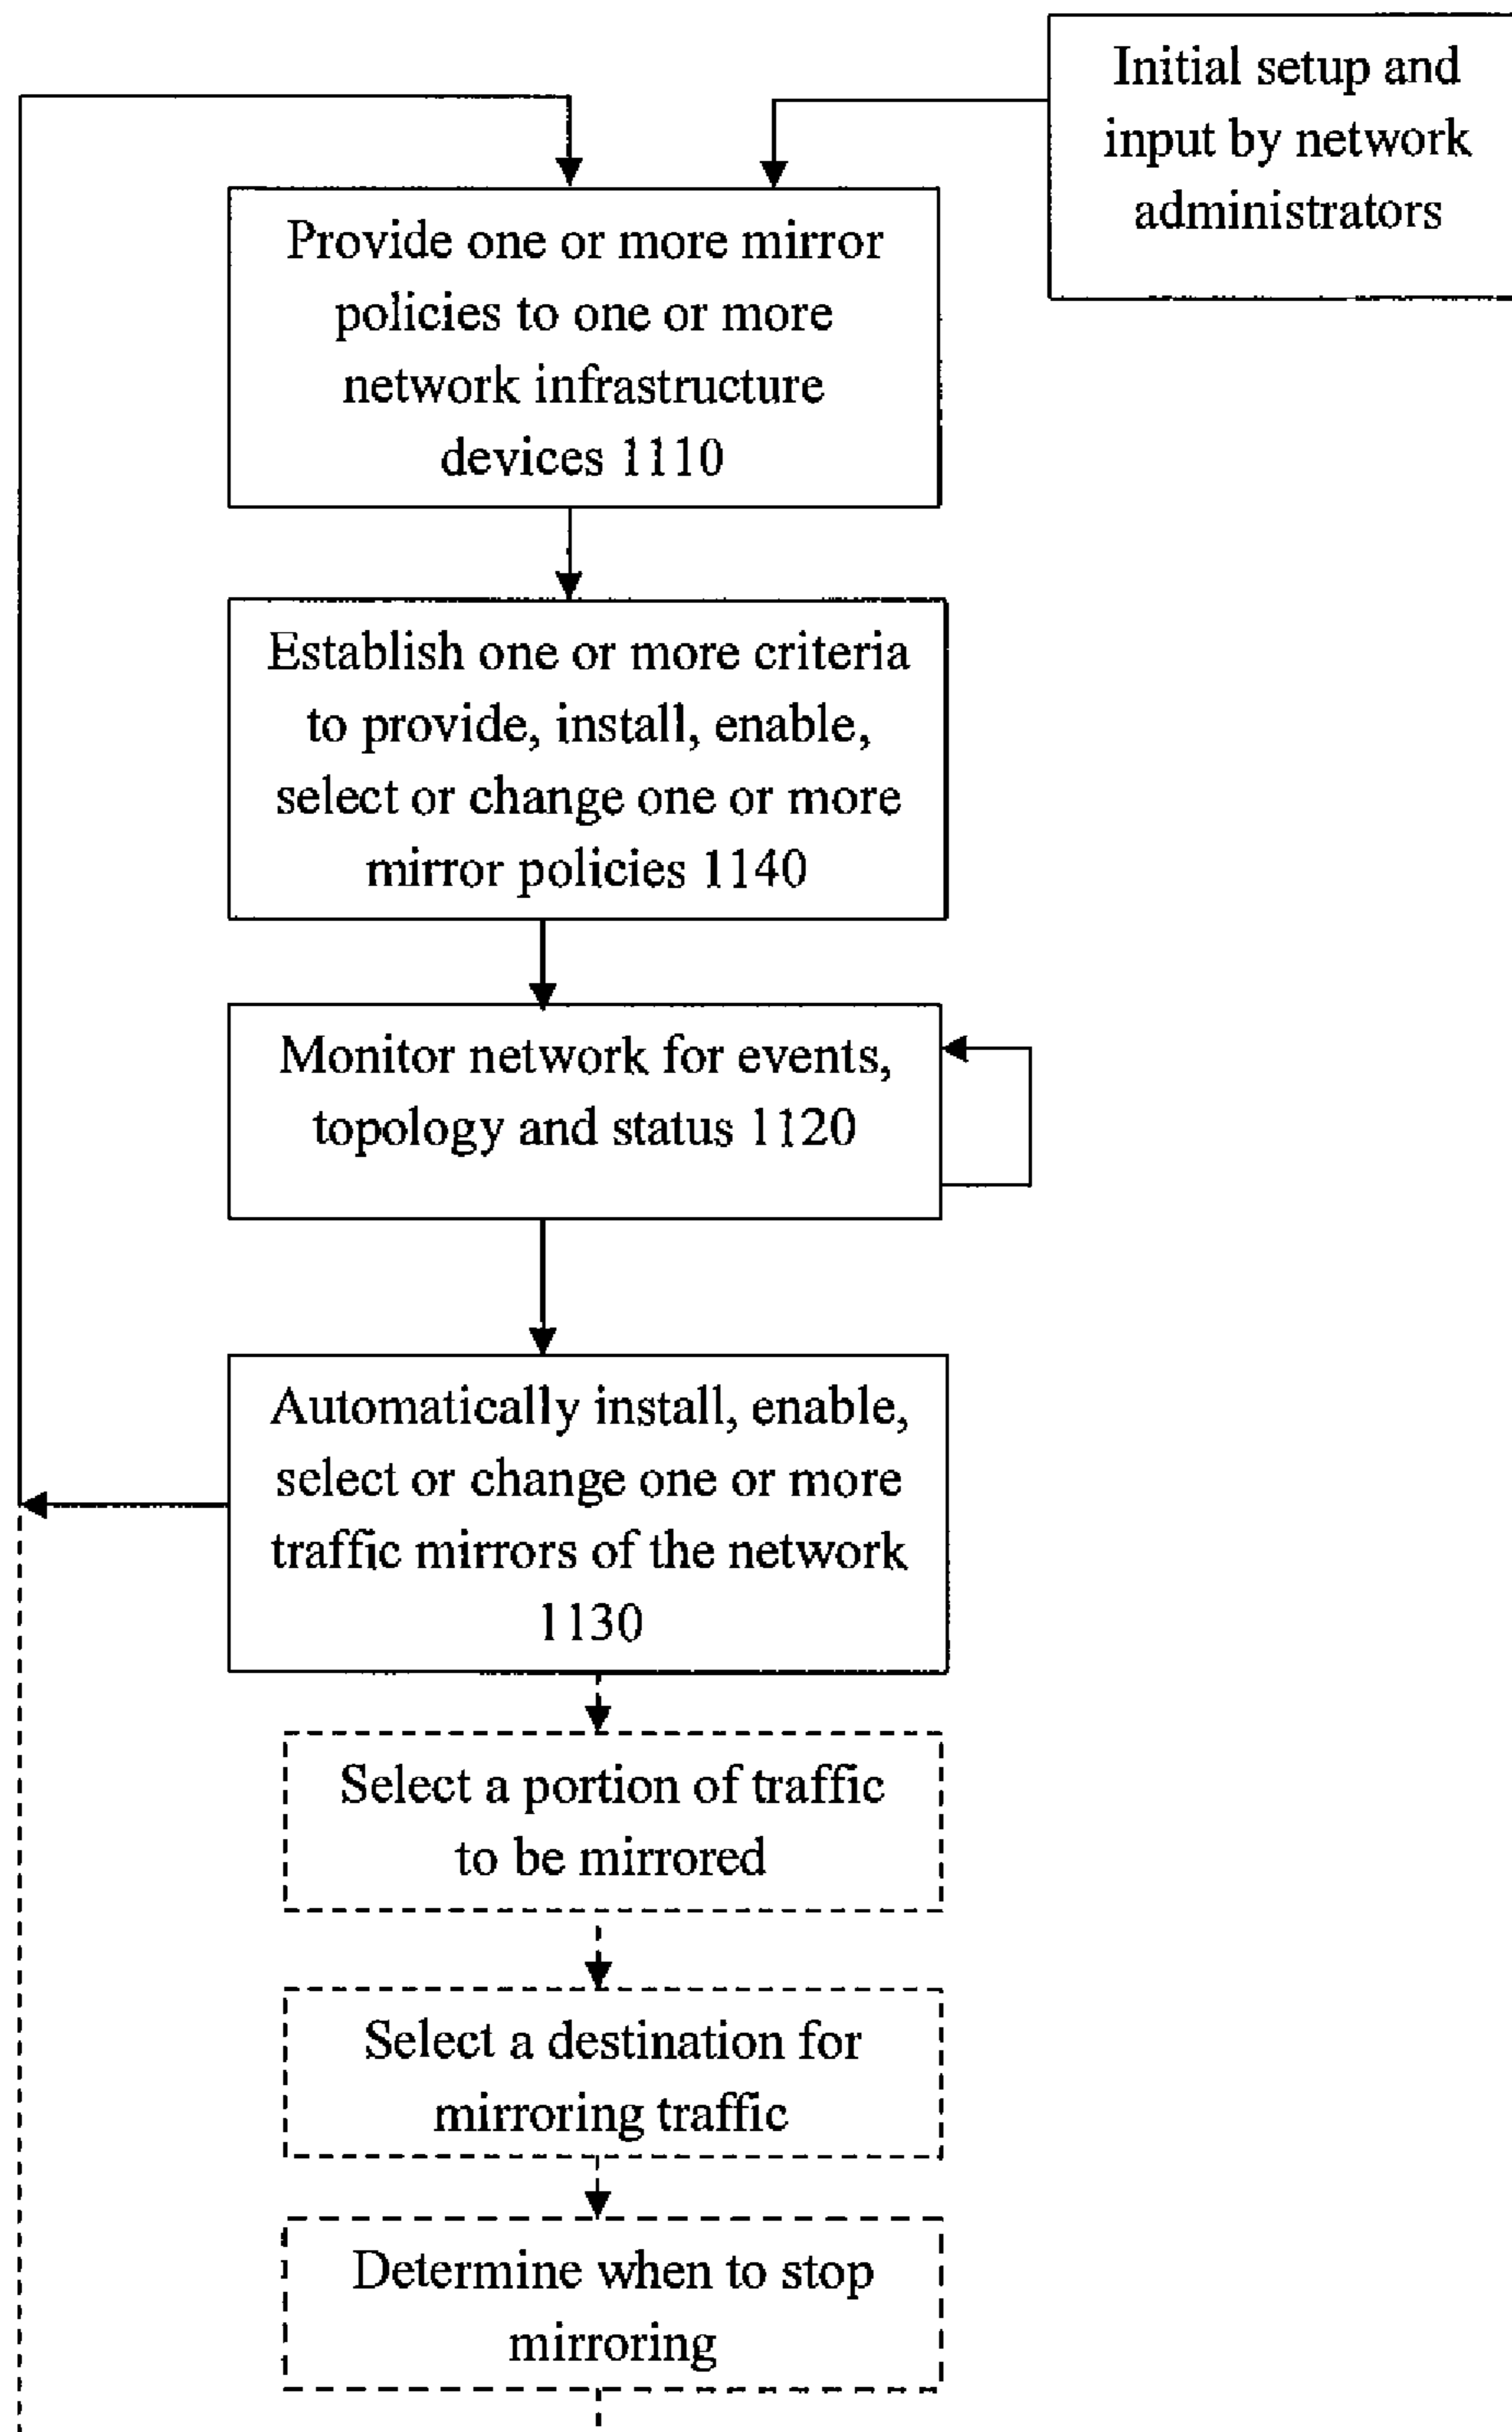 Initial setup and
input by network
administrators
Provide one or more mirror
policies to one or more
network infrastructure
devices 1110
Establish one or more criteria
to provide, install, enable,
select or change one or more
mirror policies 1140
Monitor network for events,
topology and status 1120
Automatically install, enable,
select or change one or more
traffic mirrors of the network
1130
Select a portion of traffic
to be mirrored
Select a destination for
mirroring traffic
Determine when to stop
mirroring